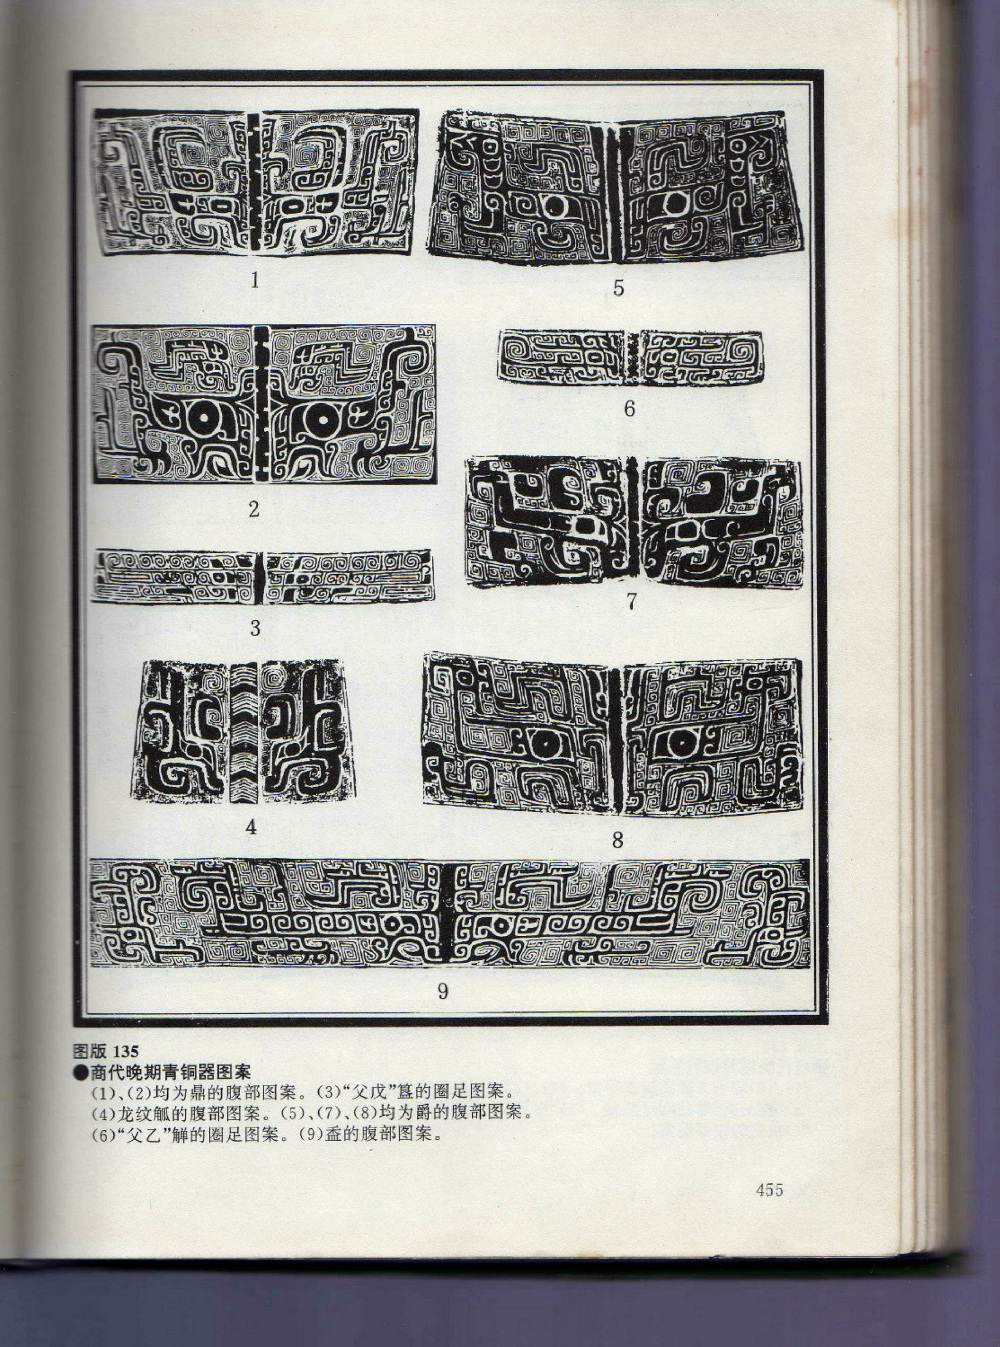 1
5
2
6
3
7
4
8
9
图版 135
●商代晚期青铜器图案
(1)、(2)均为鼎的腹部图案。(3)“父戊”簋的圈足图案。
(4)龙纹觚的腹部图案。(5)、(7)、(8)均为爵的腹部图案。
(6)“父乙”觯的圈足图案。(9)盉的腹部图案。
455